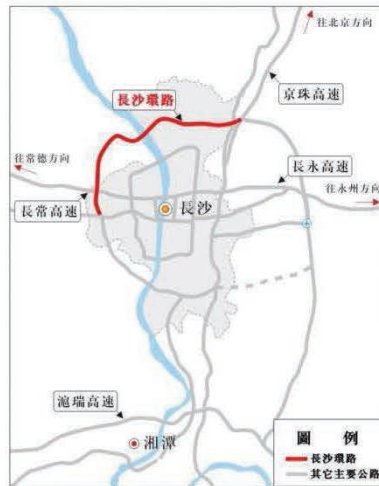 往北京方向
京珠高速
長沙環路
往常德方向
長永高速
往永州方向
長常高速
長沙
滬瑞高速
湘潭
圖 例
長沙環路
其它主要公路